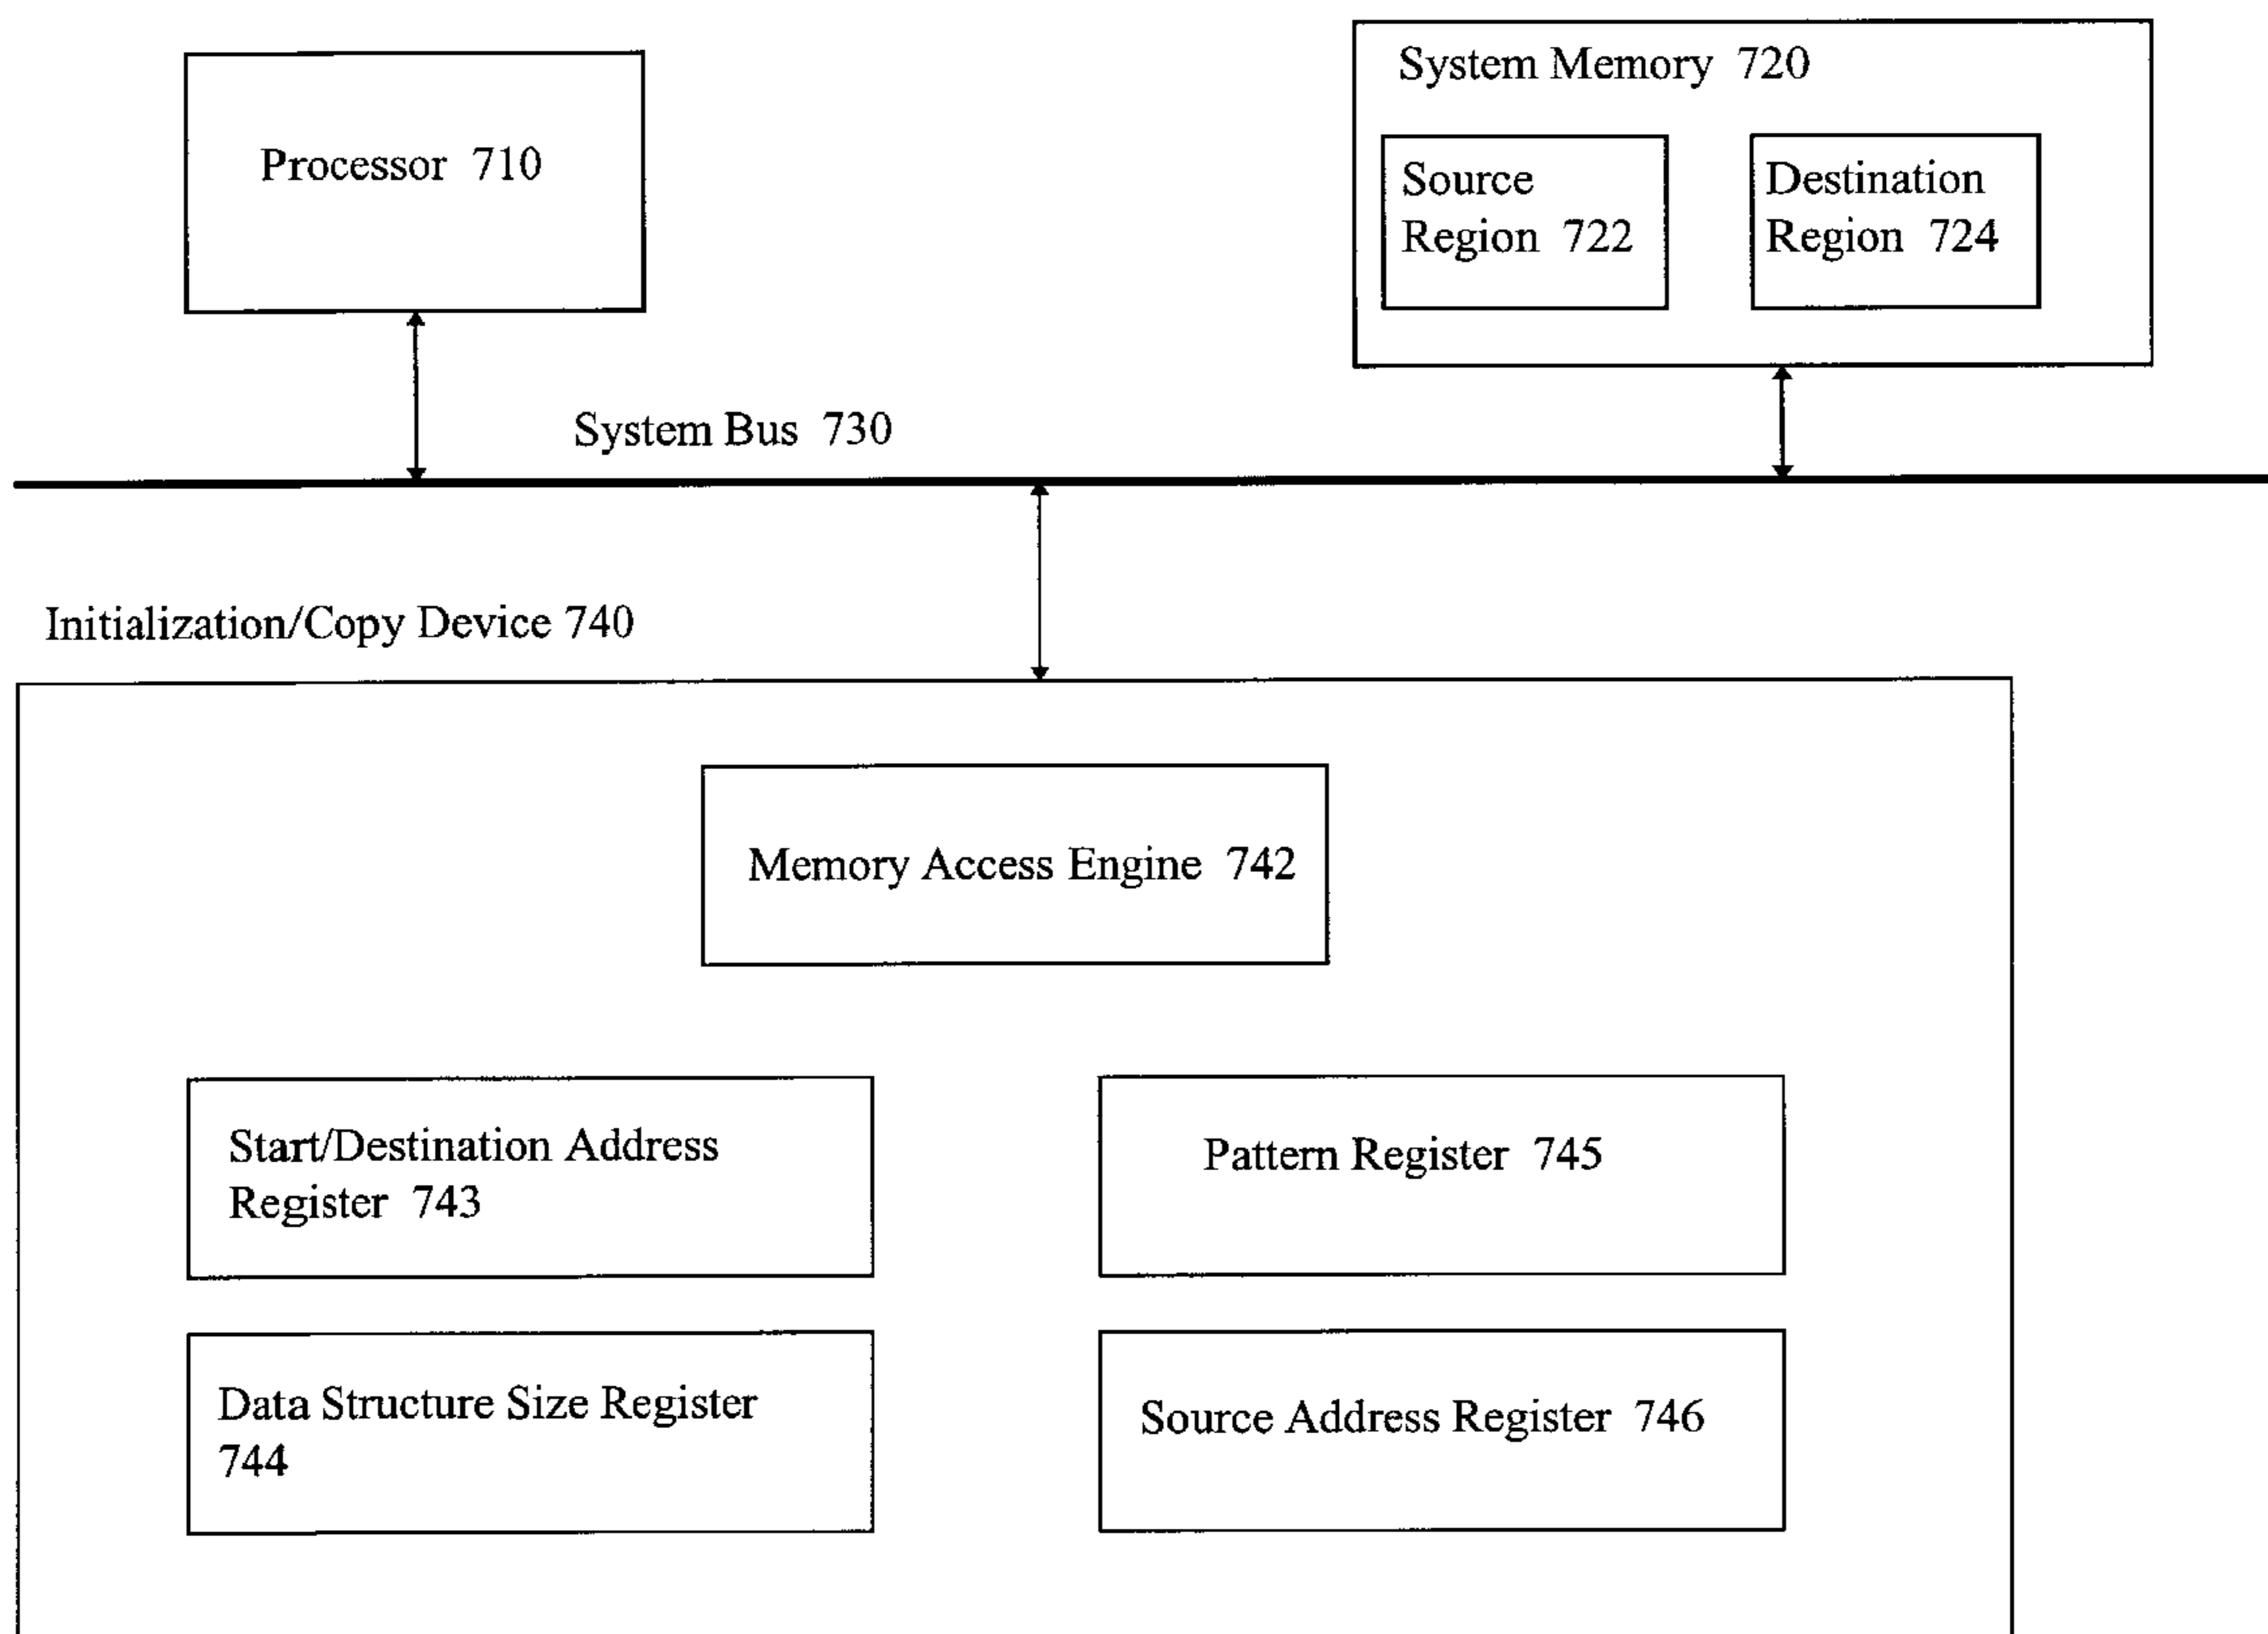 System Memory 720
Processor 710
Source
Region 722
Destination
Region 724
System Bus 730
Initialization/Copy Device 740
Memory Access Engine 742
Start/Destination Address
Register 743
Pattern Register 745
Data Structure Size Register
744
Source Address Register 746